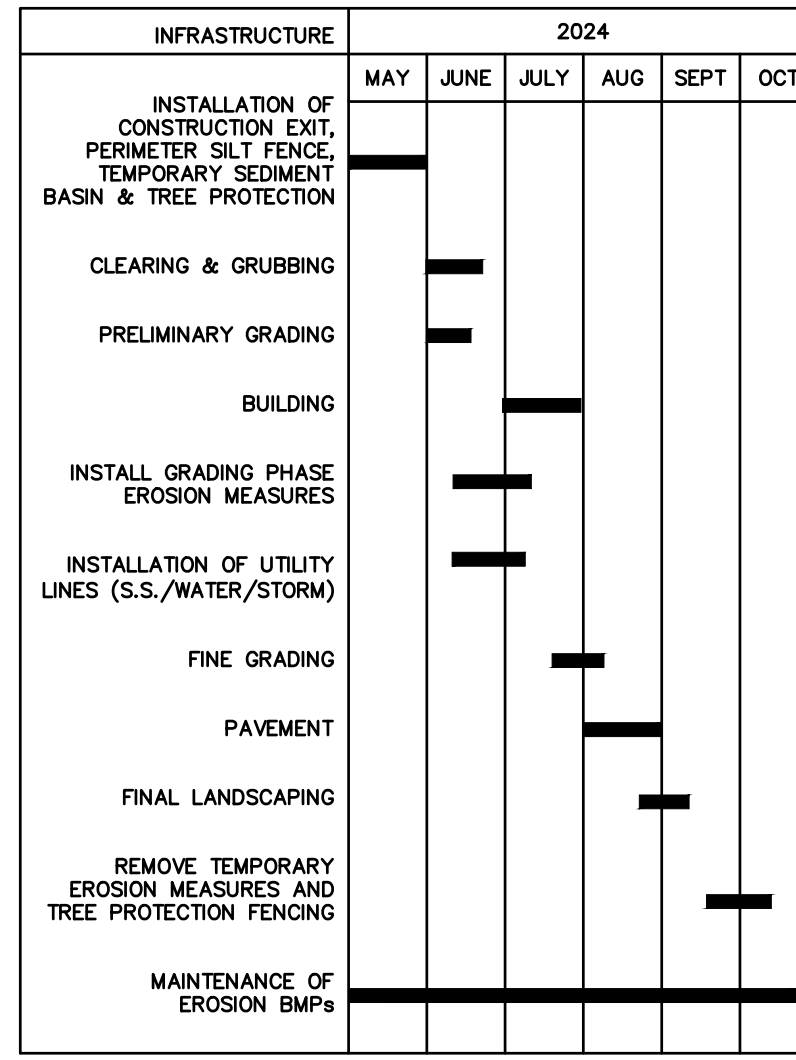 INFRASTRUCTURE
2024
MAY JUNE JULY AUG SEPT OCT
INSTALLATION OF
CONSTRUCTION EXIT,
PERIMETER SILT FENCE,
TEMPORARY SEDIMENT
BASIN & TREE PROTECTION
CLEARING & GRUBBING
PRELIMINARY GRADING
BUILDING
INSTALL GRADING PHASE
EROSION MEASURES
INSTALLATION OF UTILITY
LINES (S.S./WATER/STORM)
FINE GRADING
PAVEMENT
FINAL LANDSCAPING
REMOVE TEMPORARY
EROSION MEASURES AND
TREE PROTECTION FENCING
MAINTENANCE OF
EROSION BMPs